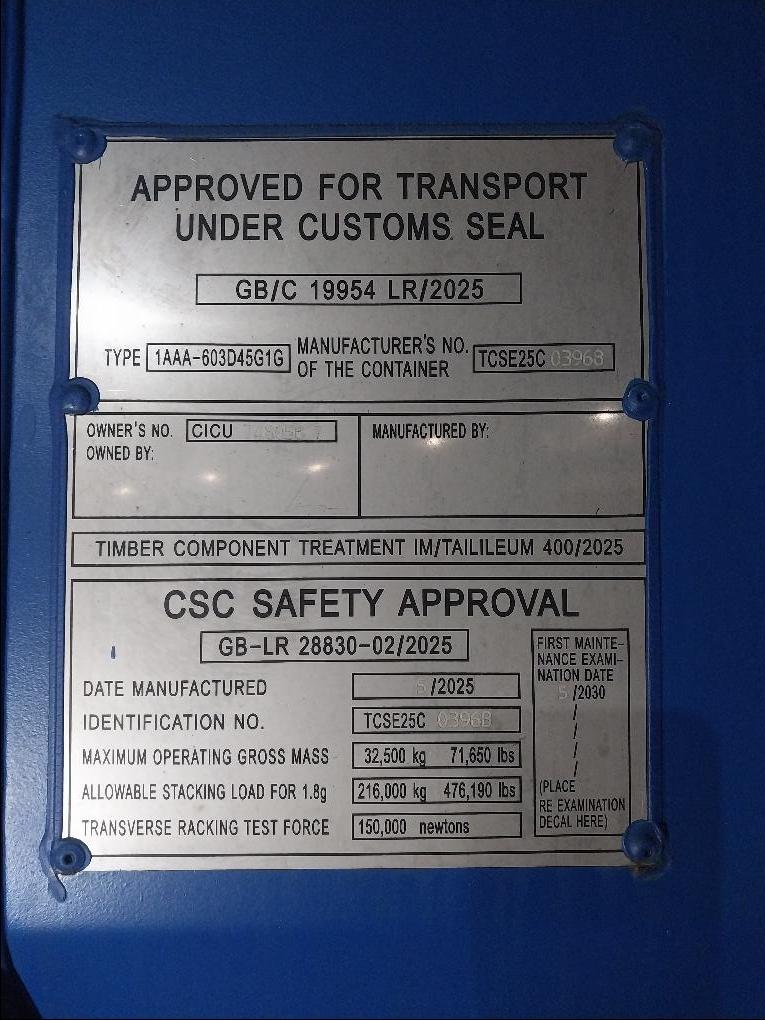 APPROVED FOR TRANSPORT
UNDER CUSTOMS SEAL
GB/C 19954 LR/2025
TYPE 1AAA-603D45G1G MANUFACTURER'S NO.
OF THE CONTAINER TCSE25C 03968
OWNER'S NO. CICU
OWNED BY:
MANUFACTURED BY:
TIMBER COMPONENT TREATMENT IM/TAILILEUM 400/2025
CSC SAFETY APPROVAL
GB-LR 28830-02/2025
DATE MANUFACTURED 5/2025
IDENTIFICATION NO. TCSE25C 03968
MAXIMUM OPERATING GROSS MASS 32,500 kg 71,650 lbs
ALLOWABLE STACKING LOAD FOR 1.8g 216,000 kg 476,190 lbs
TRANSVERSE RACKING TEST FORCE 150,000 newtons
FIRST MAINTE-
NANCE EXAMI-
NATION DATE
5/2030
/
/
/
/
(PLACE
RE EXAMINATION
DECAL HERE)